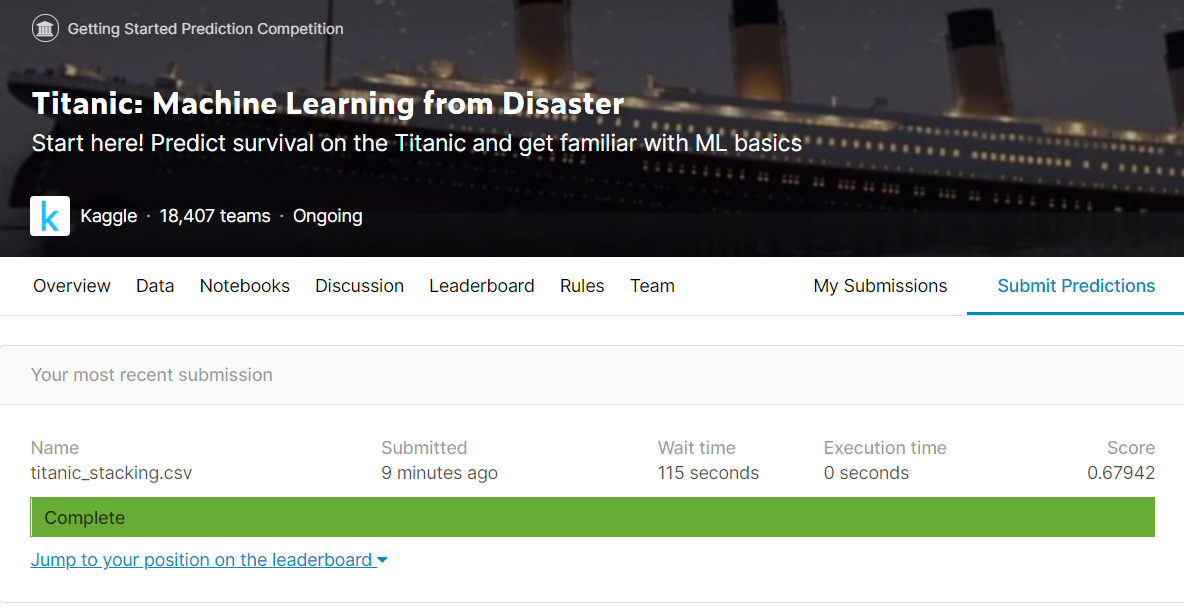 Getting Started Prediction Competition
Titanic: Machine Learning from Disaster
Start here! Predict survival on the Titanic and get familiar with ML basics
k Kaggle · 18,407 teams · Ongoing
Overview Data Notebooks Discussion Leaderboard Rules Team My Submissions Submit Predictions
Your most recent submission
Name Submitted Wait time Execution time Score
titanic_stacking.csv 9 minutes ago 115 seconds 0 seconds 0.67942
Complete
Jump to your position on the leaderboard